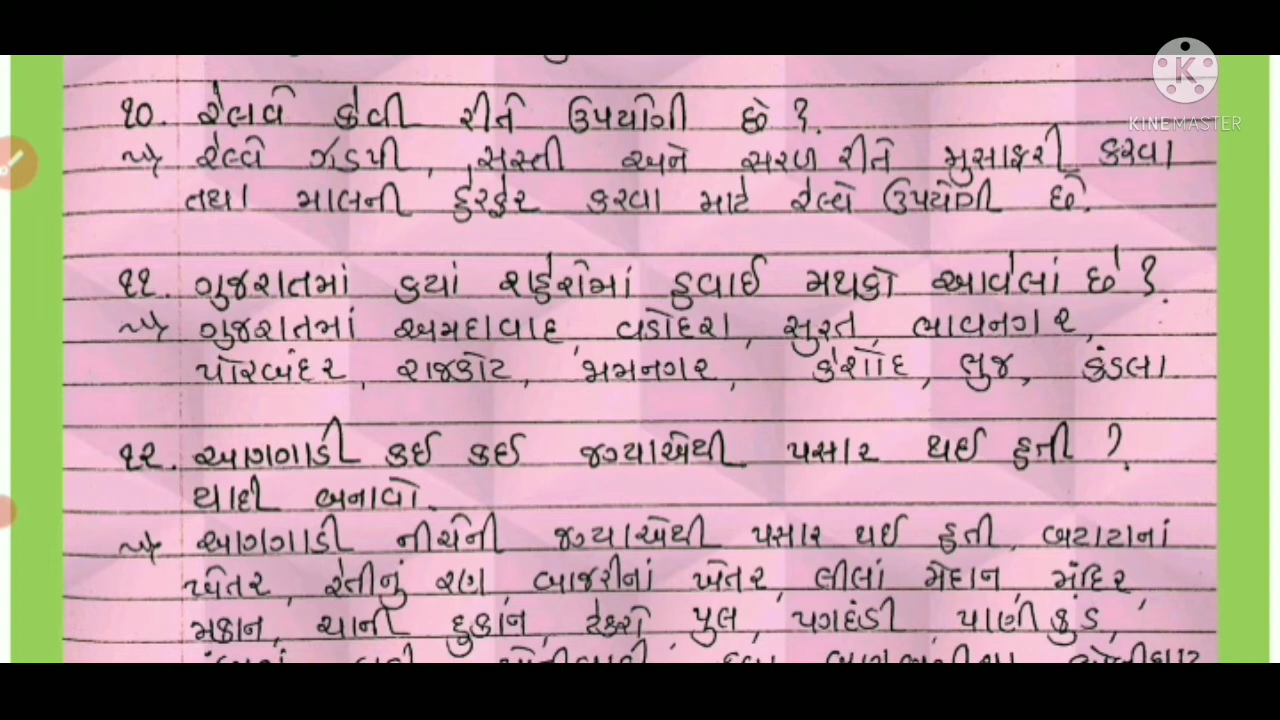 KINEMASTER
૧૦. રેલવે કેવી રીતે ઉપયોગી છે ?
રેલ્વે ઝડપી, સસ્તી અને સરળ રીતે મુસાફરી કરવા
તથા માલની હેરફેર કરવા માટે રેલ્વે ઉપયોગી છે.
૧૧. ગુજરાતમાં કયાં શહેરોમાં હવાઈ મથકો આવેલાં છે ?
ગુજરાતમાં અમદાવાદ, વડોદરા, સુરત, ભાવનગર,
પોરબંદર, રાજકોટ, જામનગર, કેશોદ, ભુજ, કંડલા
૧૨. આગગાડી કઈ કઈ જગ્યાએથી પસાર થઈ હતી ?
યાદી બનાવો.
આગગાડી નીચેની જગ્યાએથી પસાર થઈ હતી, બટાટાનાં
ખેતર, રેતીનું રણ, બાજરીનાં ખેતર, લીલાં મેદાન, મંદિર,
મકાન, ચાની દુકાન, ટેકરો, પુલ, પગદંડી પાણી કુંડ,